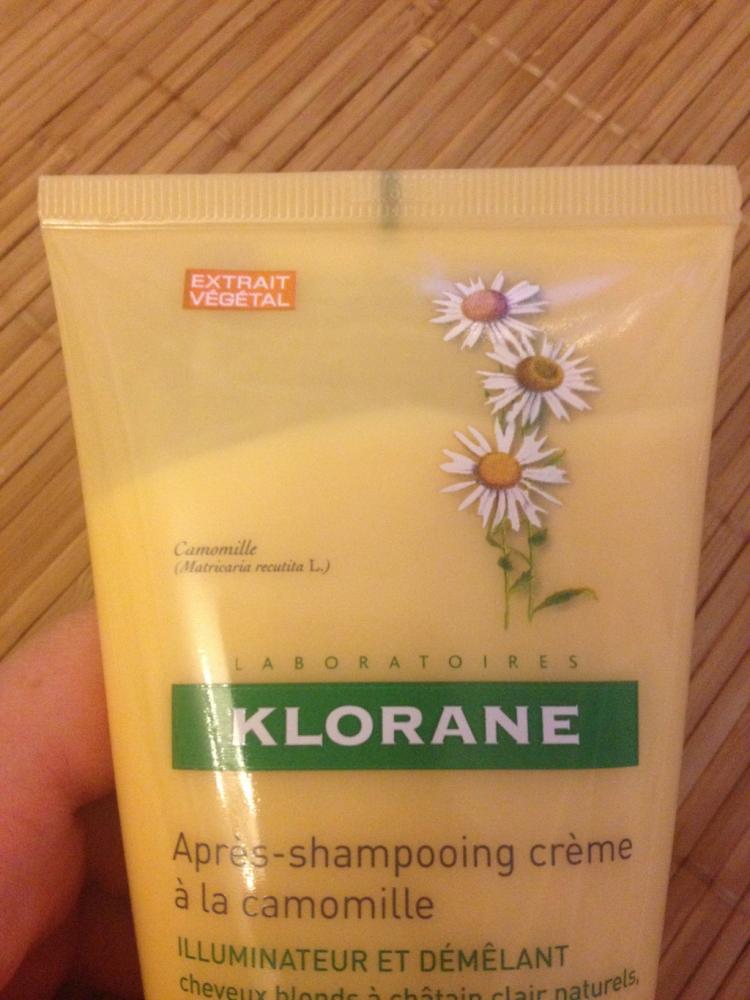 EXTRAIT
VÉGÉTAL
Camomille
(Matricaria recutita L.)
LABORATOIRES
KLORANE
Après-shampooing crème
à la camomille
ILLUMINATEUR ET DÉMÊLANT
cheveux blonds à châtain clair naturels,